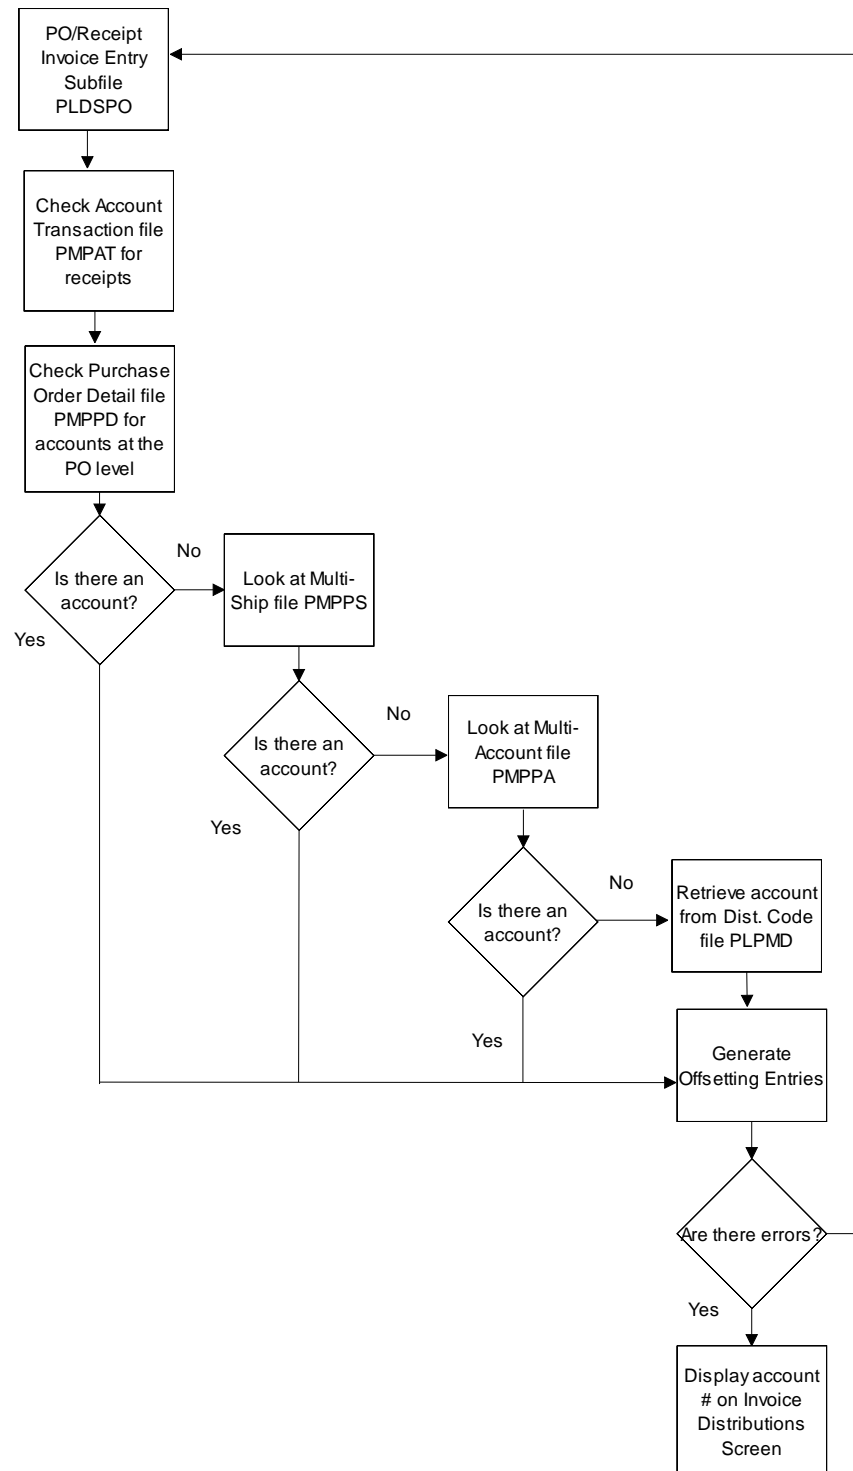 PO/Receipt
Invoice Entry
Subfile
PLDSPO
Check Account
Transaction file
PMPAT for
receipts
Check Purchase
Order Detail file
PMPPD for
accounts at the
PO level
Is there an
account?
No
Yes
Look at Multi-
Ship file PMPPS
Is there an
account?
No
Yes
Look at Multi-
Account file
PMPPA
Is there an
account?
No
Yes
Retrieve account
from Dist. Code
file PLPMD
Generate
Offsetting Entries
Are there errors?
Yes
Display account
# on Invoice
Distributions
Screen